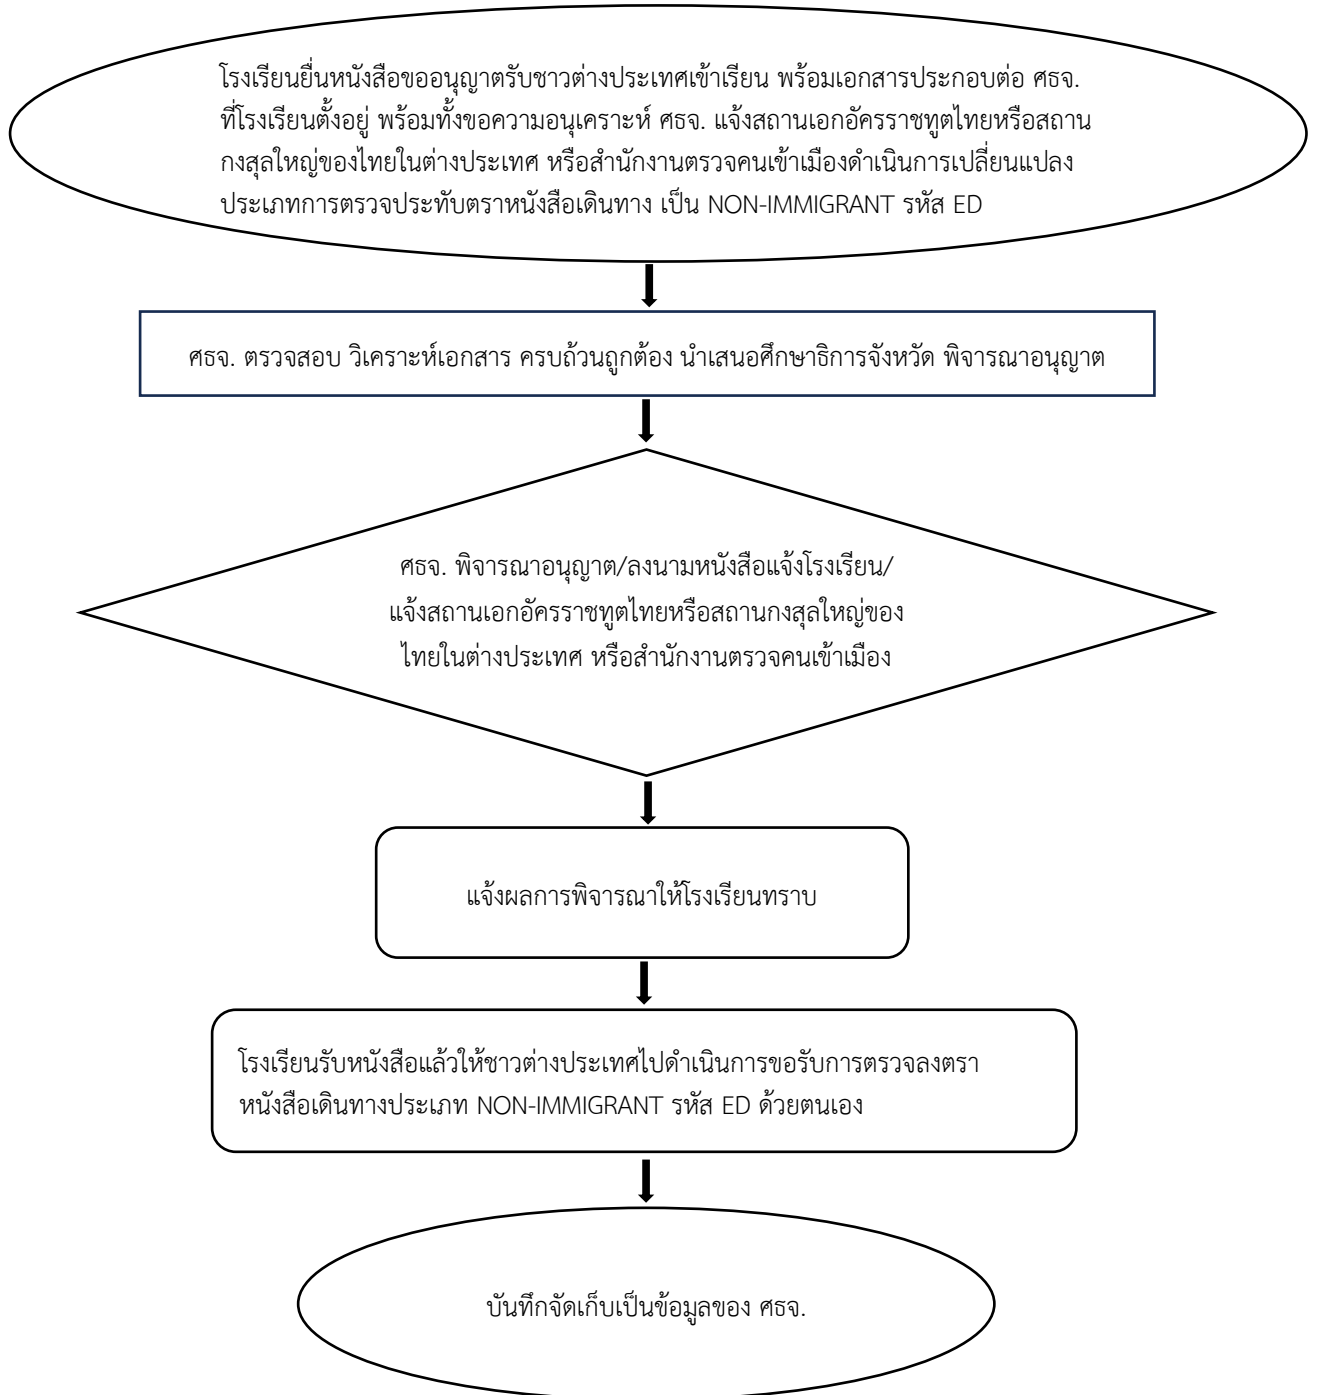 โรงเรียนยื่นหนังสือขออนุญาตรับชาวต่างประเทศเข้าเรียน พร้อมเอกสารประกอบต่อ ศธจ.
ที่โรงเรียนตั้งอยู่ พร้อมทั้งขอความอนุเคราะห์ ศธจ. แจ้งสถานเอกอัครราชทูตไทยหรือสถาน
กงสุลใหญ่ของไทยในต่างประเทศ หรือสำนักงานตรวจคนเข้าเมืองดำเนินการเปลี่ยนแปลง
ประเภทการตรวจประทับตราหนังสือเดินทาง เป็น NON-IMMIGRANT รหัส ED
ศธจ. ตรวจสอบ วิเคราะห์เอกสาร ครบถ้วนถูกต้อง นำเสนอศึกษาธิการจังหวัด พิจารณาอนุญาต
ศธจ. พิจารณาอนุญาต/ลงนามหนังสือแจ้งโรงเรียน/
แจ้งสถานเอกอัครราชทูตไทยหรือสถานกงสุลใหญ่ของ
ไทยในต่างประเทศ หรือสำนักงานตรวจคนเข้าเมือง
แจ้งผลการพิจารณาให้โรงเรียนทราบ
โรงเรียนรับหนังสือแล้วให้ชาวต่างประเทศไปดำเนินการขอรับการตรวจลงตรา
หนังสือเดินทางประเภท NON-IMMIGRANT รหัส ED ด้วยตนเอง
บันทึกจัดเก็บเป็นข้อมูลของ ศธจ.